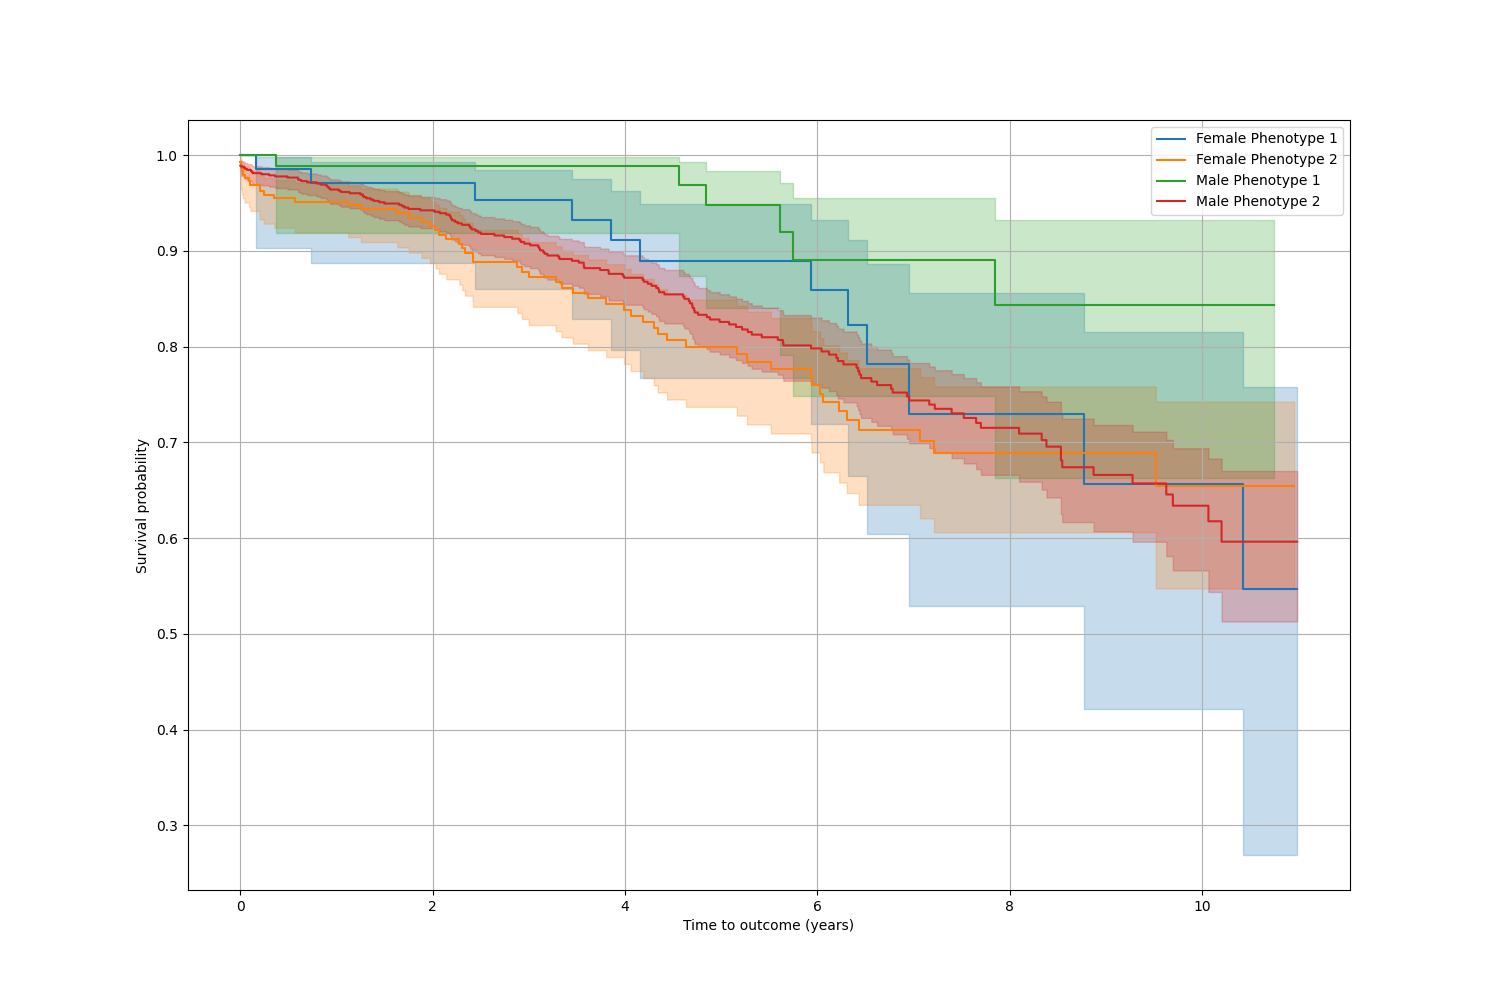 Female Phenotype 1
Female Phenotype 2
Male Phenotype 1
Male Phenotype 2
1.0
0.9
0.8
0.7
0.6
0.5
0.4
0.3
Survival probability
0 2 4 6 8 10
Time to outcome (years)